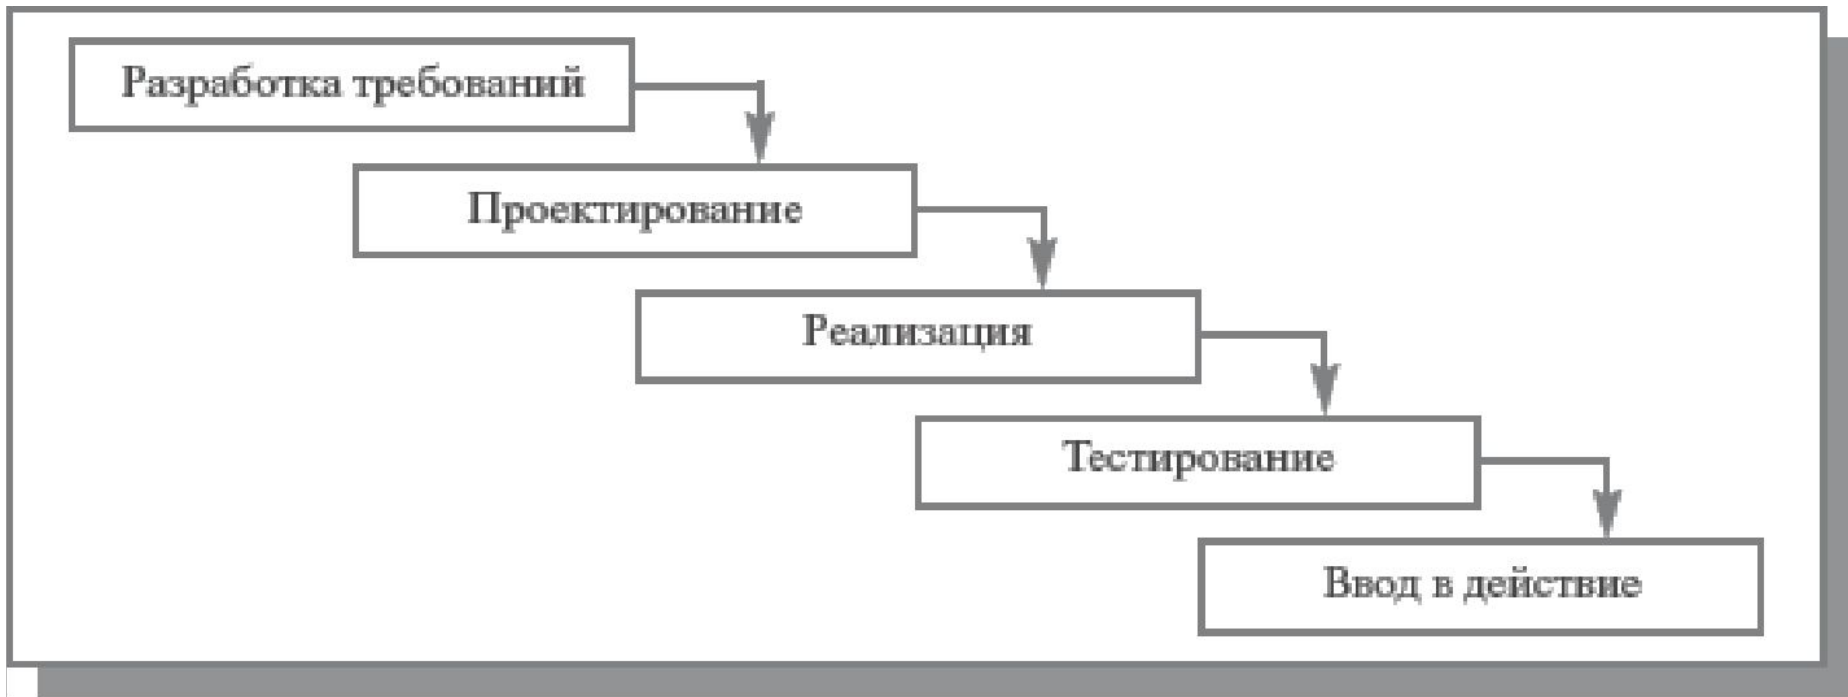 Разработка требований
Проектирование
Реализация
Тестирование
Ввод в действие